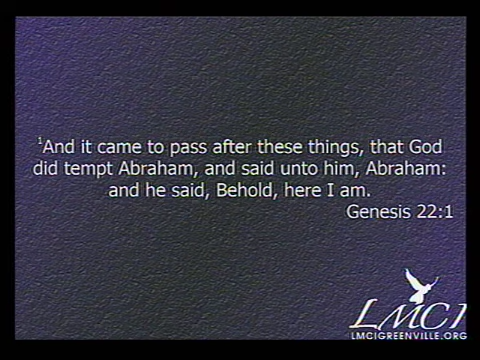 ¹And it came to pass after these things, that God
did tempt Abraham, and said unto him, Abraham:
and he said, Behold, here I am.
Genesis 22:1
LMCI
LMCIGREENVILLE.ORG